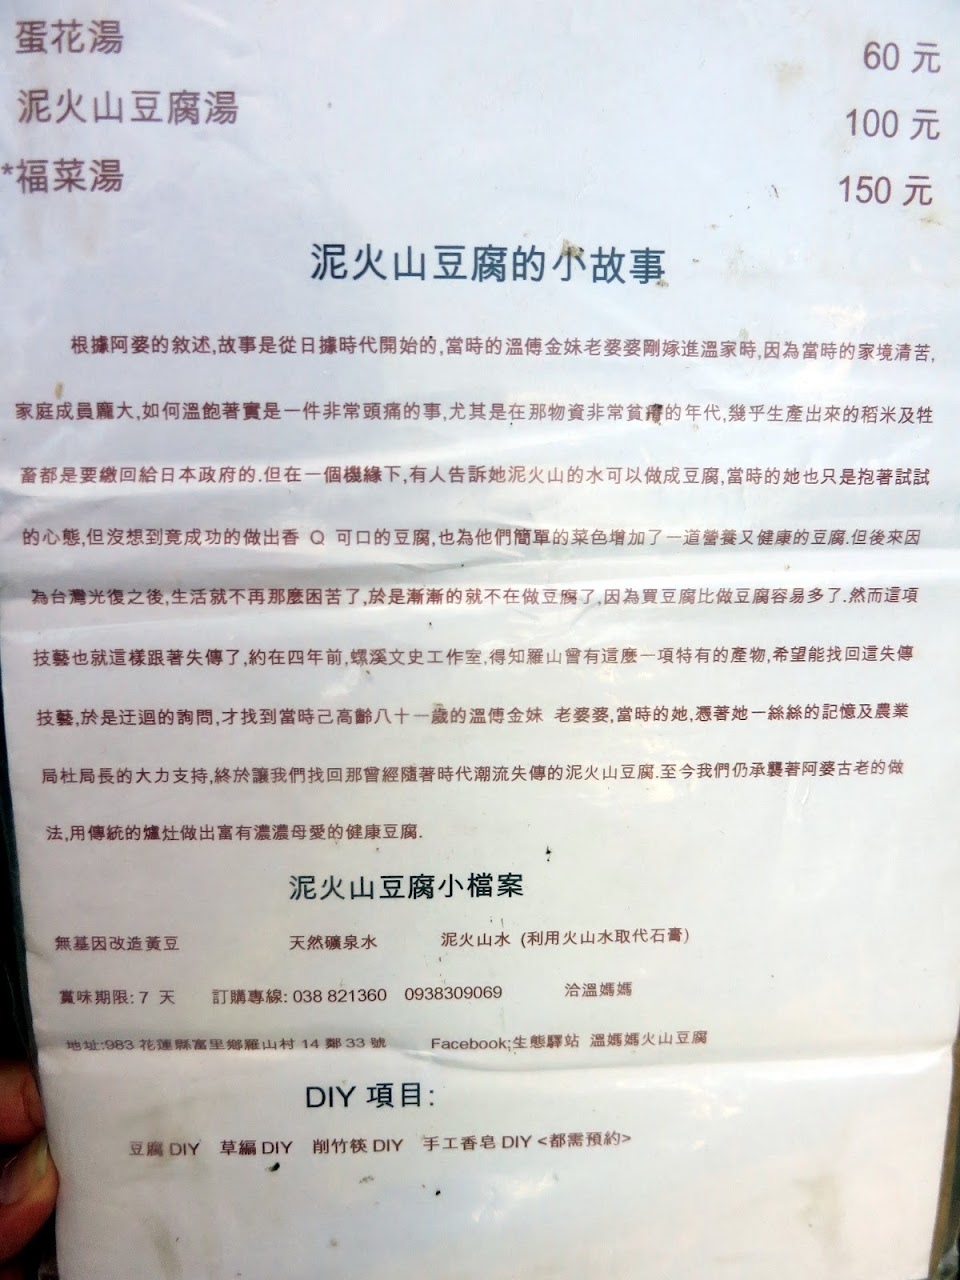 蛋花湯 60 元
泥火山豆腐湯 100 元
*福菜湯 150 元
泥火山豆腐的小故事
根據阿婆的敘述,故事是從日據時代開始的,當時的溫傅金妹老婆婆剛嫁進溫家時,因為當時的家境清苦,
家庭成員龐大,如何溫飽著實是一件非常頭痛的事,尤其是在那物資非常貧瘠的年代,幾乎生產出來的稻米及牲
畜都是要繳回給日本政府的.但在一個機緣下,有人告訴她泥火山的水可以做成豆腐,當時的她也只是抱著試試
的心態,但沒想到竟成功的做出香 Q 可口的豆腐,也為他們簡單的菜色增加了一道營養又健康的豆腐.但後來因
為台灣光復之後,生活就不再那麼困苦了,於是漸漸的就不在做豆腐了,因為買豆腐比做豆腐容易多了.然而這項
技藝也就這樣跟著失傳了,約在四年前,螺溪文史工作室,得知羅山曾有這麼一項特有的產物,希望能找回這失傳
技藝,於是迂迴的詢問,才找到當時己高齡八十一歲的溫傅金妹 老婆婆,當時的她,憑著她一絲絲的記憶及農業
局杜局長的大力支持,終於讓我們找回那曾經隨著時代潮流失傳的泥火山豆腐.至今我們仍承襲著阿婆古老的做
法,用傳統的爐灶做出富有濃濃母愛的健康豆腐.
泥火山豆腐小檔案
無基因改造黃豆 天然礦泉水 泥火山水 (利用火山水取代石膏)
賞味期限: 7 天 訂購專線: 038 821360 0938309069 洽溫媽媽
地址:983 花蓮縣富里鄉羅山村 14 鄰 33 號 Facebook;生態驛站 溫媽媽火山豆腐
DIY 項目:
豆腐 DIY 草編 DIY 削竹筷 DIY 手工香皂 DIY <都需預約>